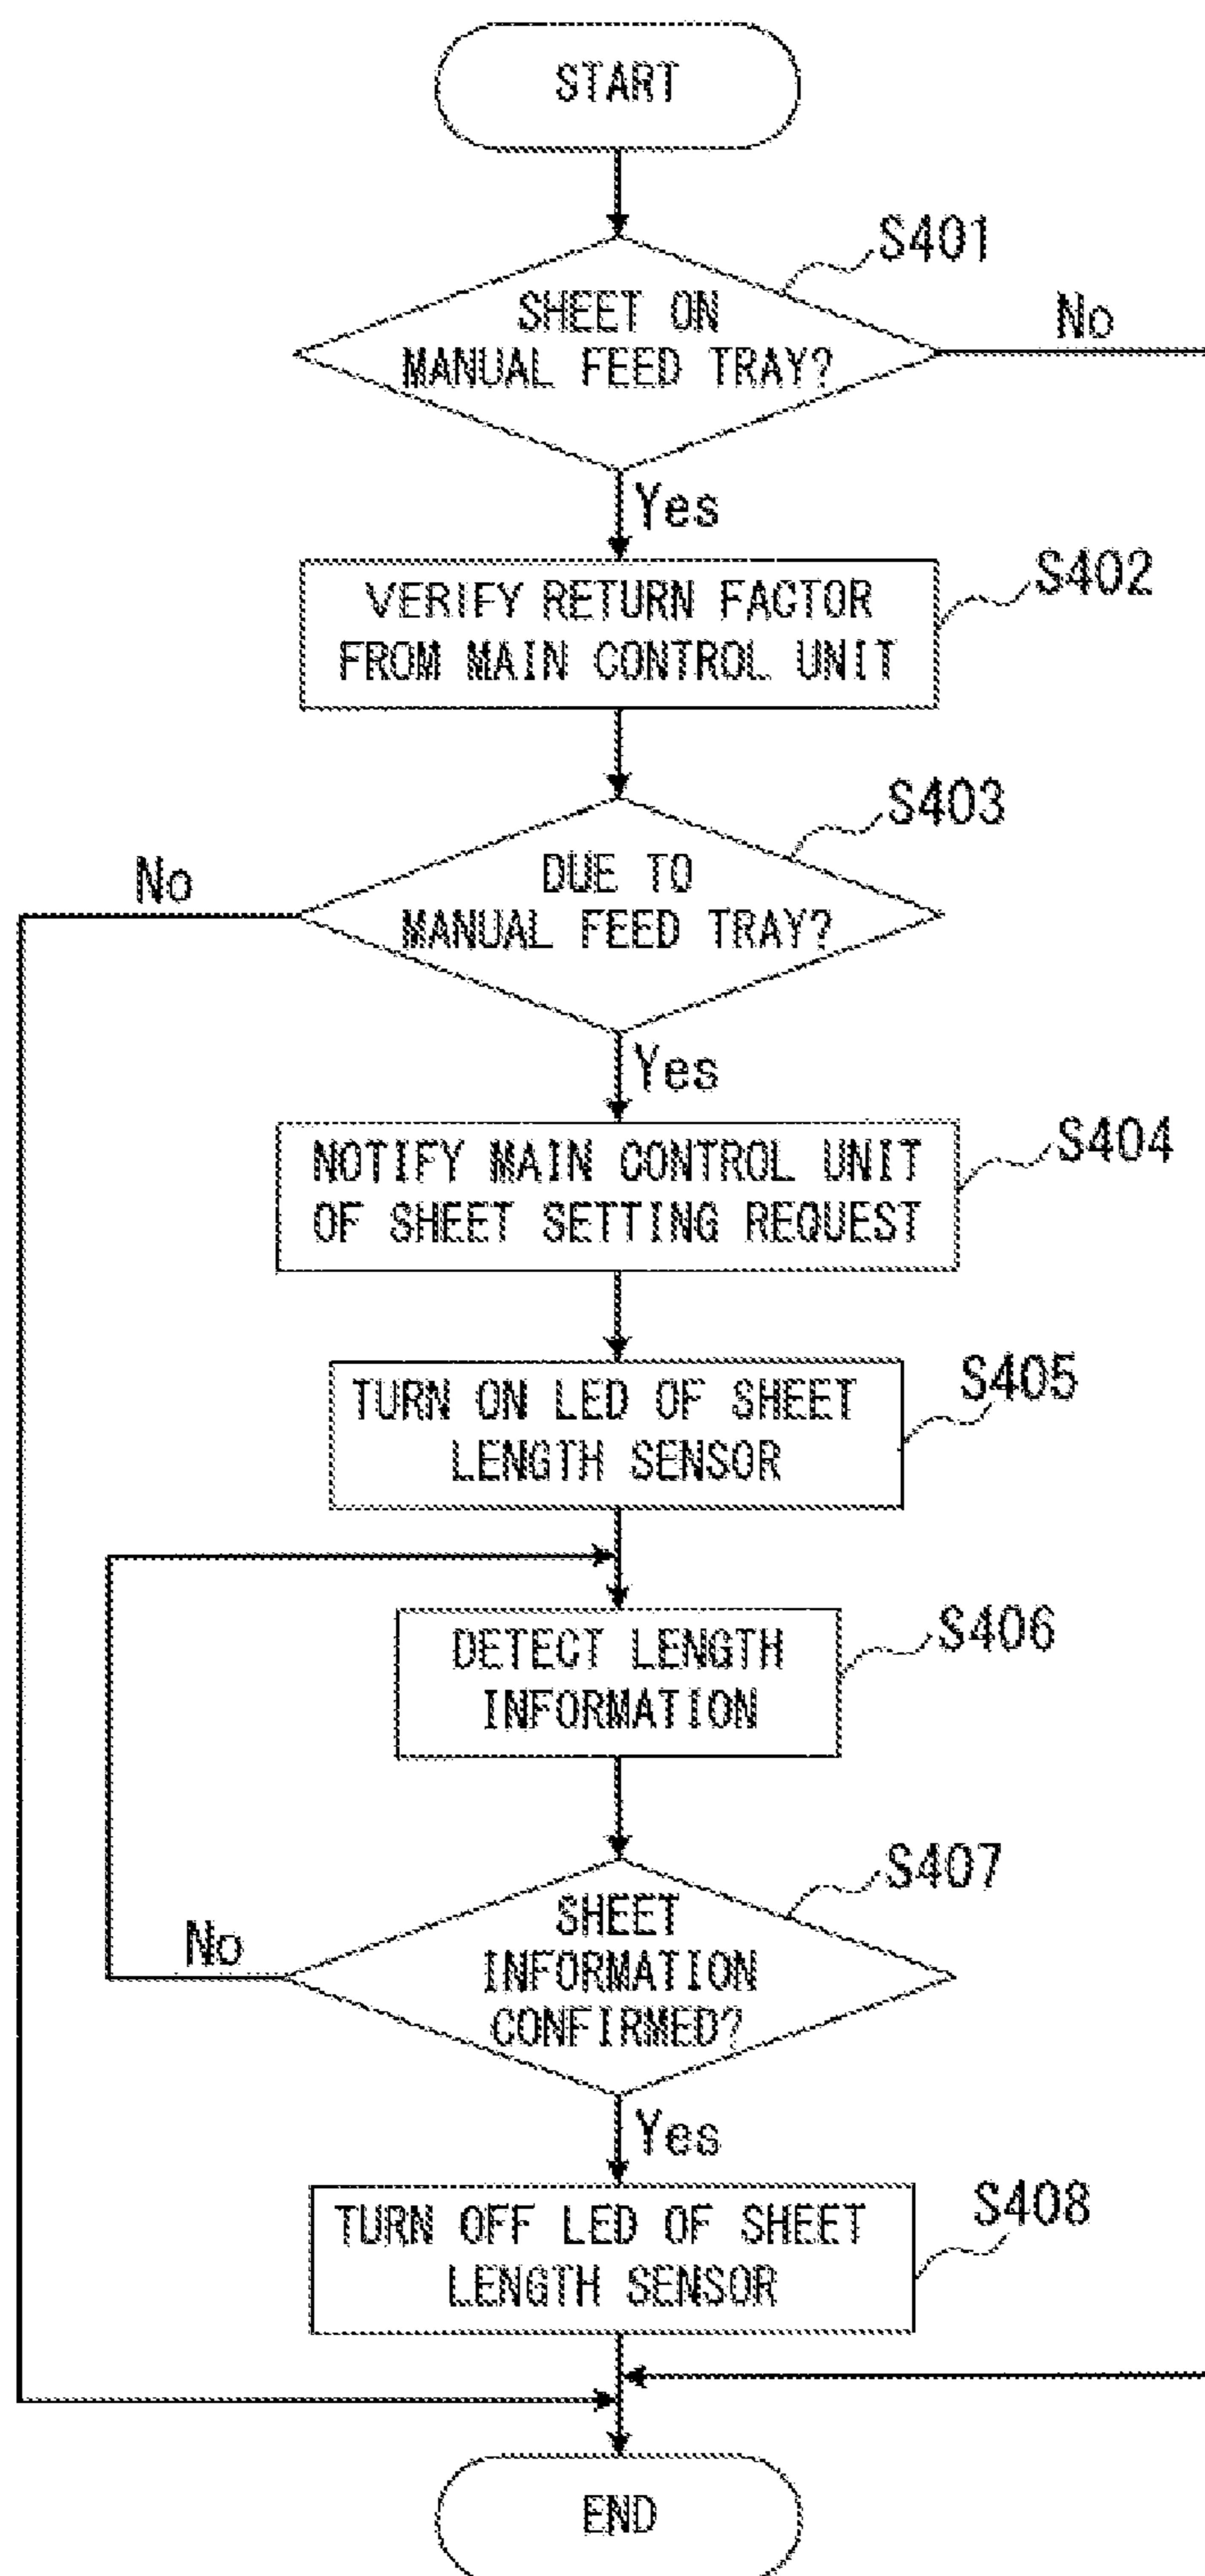 START
S401
SHEET ON
MANUAL FEED TRAY?
No
Yes
S402
VERIFY RETURN FACTOR
FROM MAIN CONTROL UNIT
S403
DUE TO
MANUAL FEED TRAY?
No
Yes
S404
NOTIFY MAIN CONTROL UNIT
OF SHEET SETTING REQUEST
S405
TURN ON LED OF SHEET
LENGTH SENSOR
S406
DETECT LENGTH
INFORMATION
S407
SHEET
INFORMATION
CONFIRMED?
No
Yes
S408
TURN OFF LED OF SHEET
LENGTH SENSOR
END